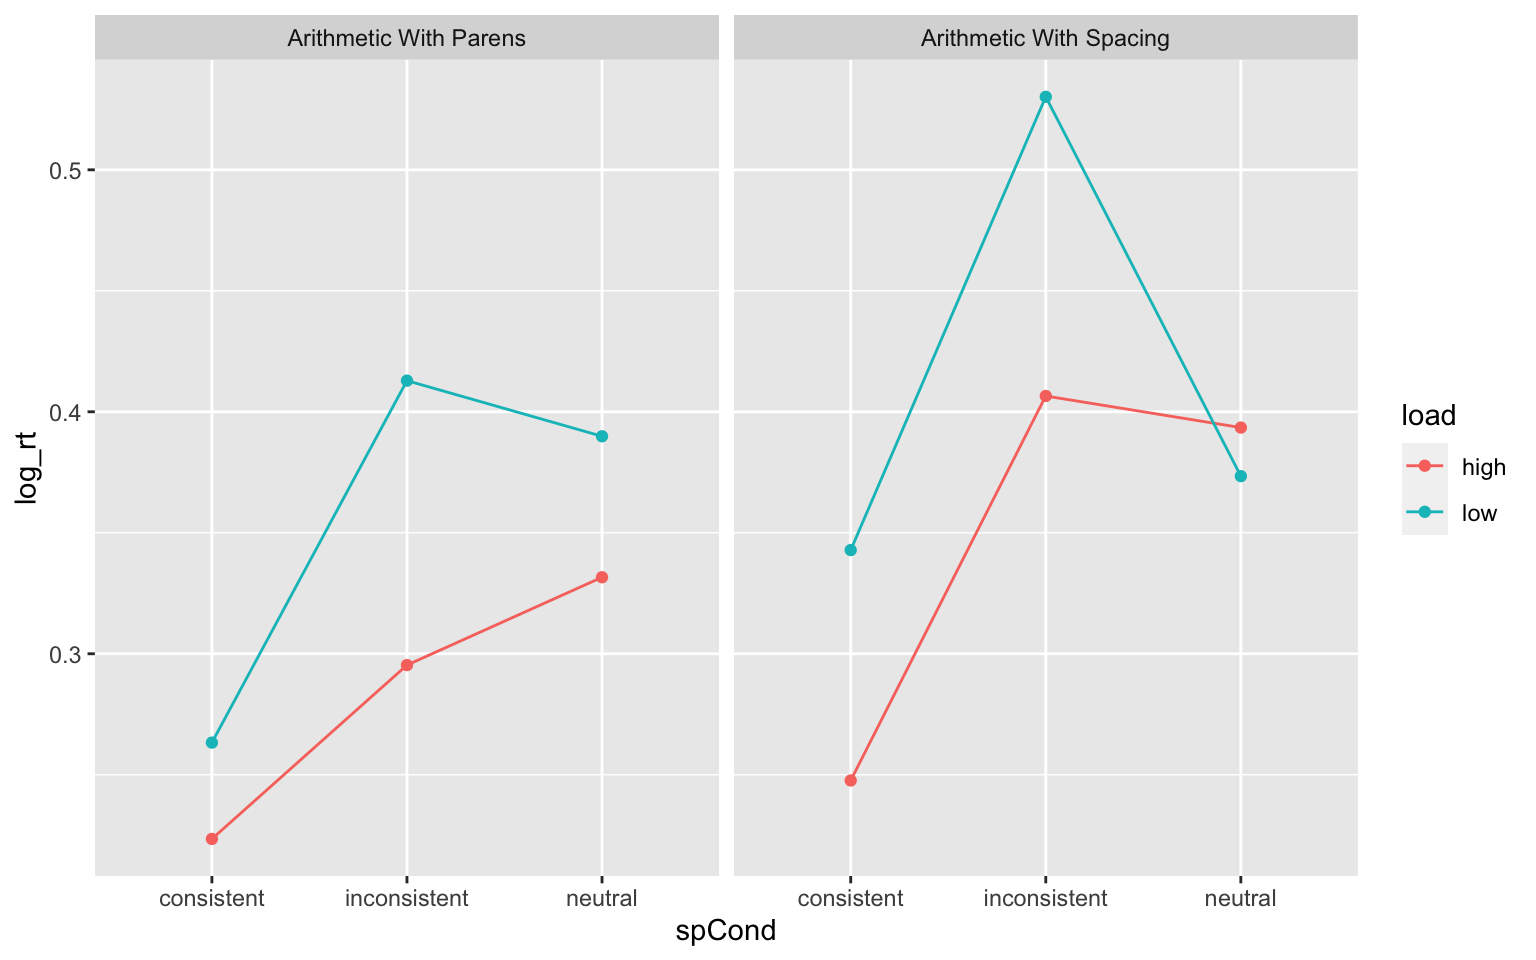 Arithmetic With Parens
Arithmetic With Spacing
0.5
0.4
0.3
log_rt
consistent
inconsistent
neutral
consistent
inconsistent
neutral
spCond
load
high
low